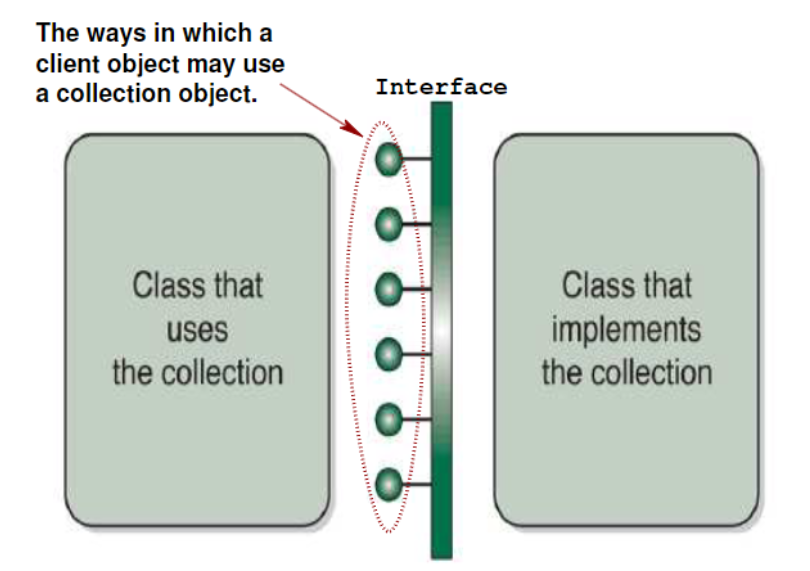 The ways in which a
client object may use
a collection object.
Interface
Class that
uses
the collection
Class that
implements
the collection